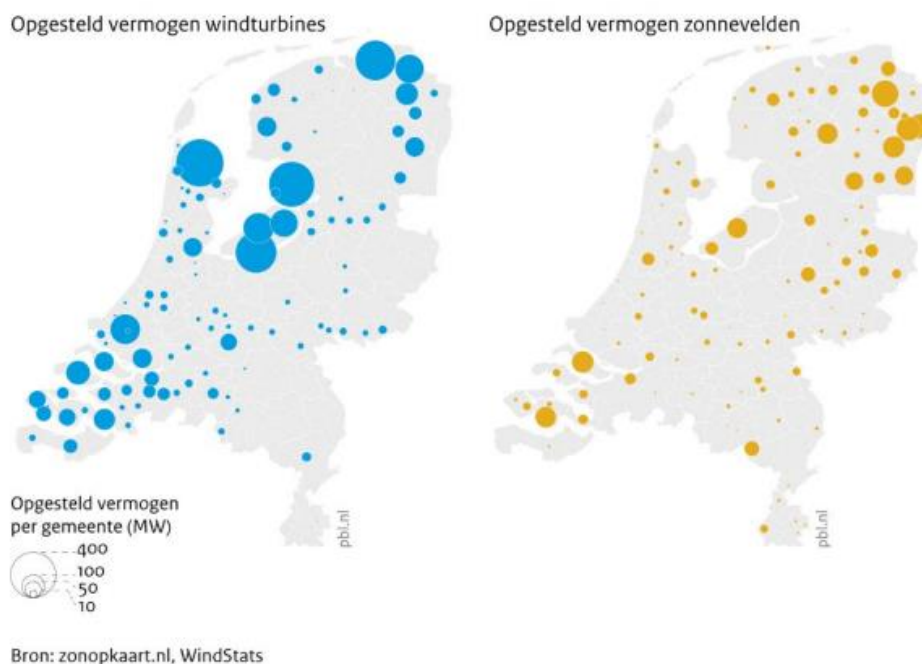 Opgesteld vermogen windturbines
Opgesteld vermogen zonnevelden
pbl.nl
pbl.nl
Opgesteld vermogen
per gemeente (MW)
400
100
50
10
Bron: zonopkaart.nl, WindStats